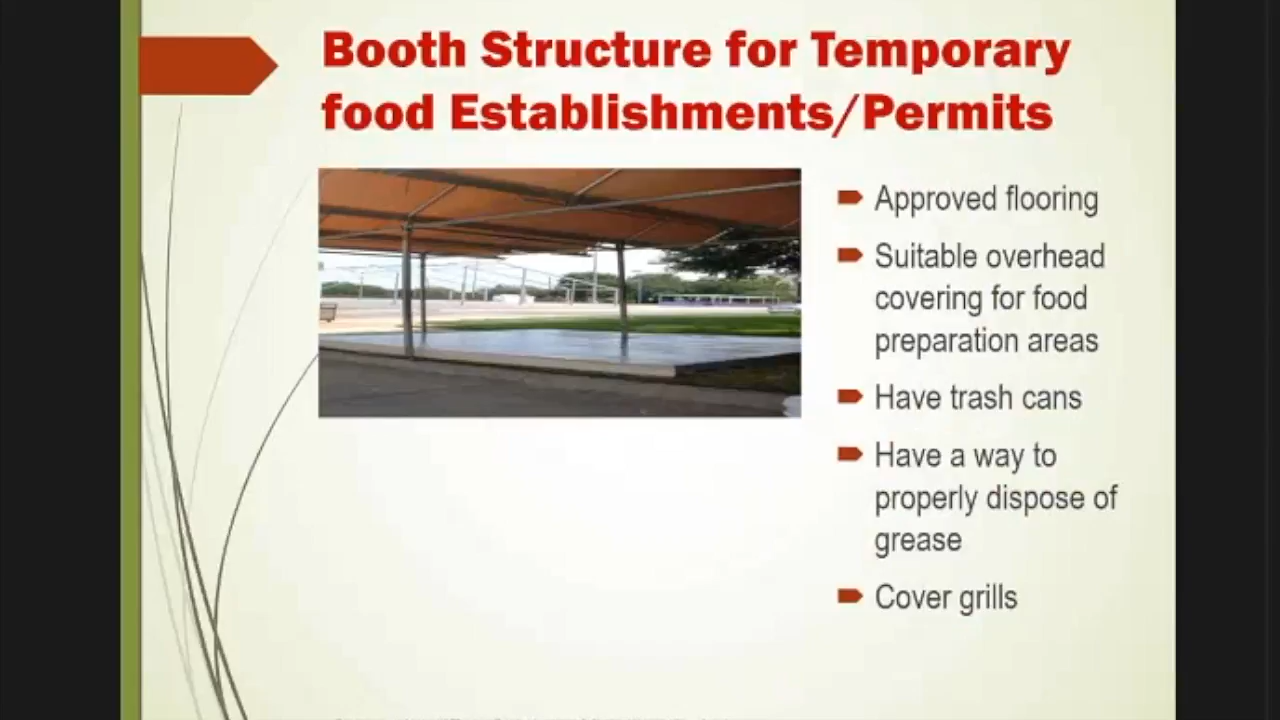 Booth Structure for Temporary
food Establishments/Permits
Approved flooring
Suitable overhead
covering for food
preparation areas
Have trash cans
Have a way to
properly dispose of
grease
Cover grills